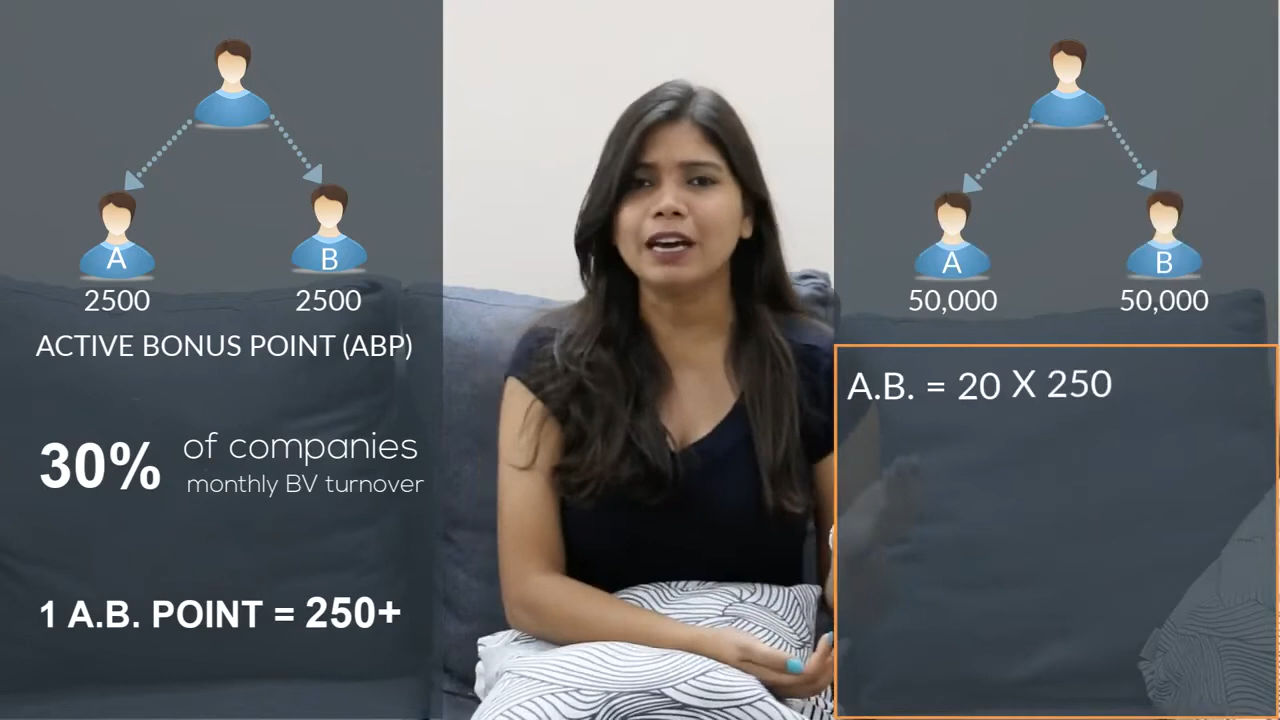 A
B
2500
2500
ACTIVE BONUS POINT (ABP)
30%
of companies
monthly BV turnover
1 A.B. POINT = 250+
A
B
50,000
50,000
A.B. = 20 X 250